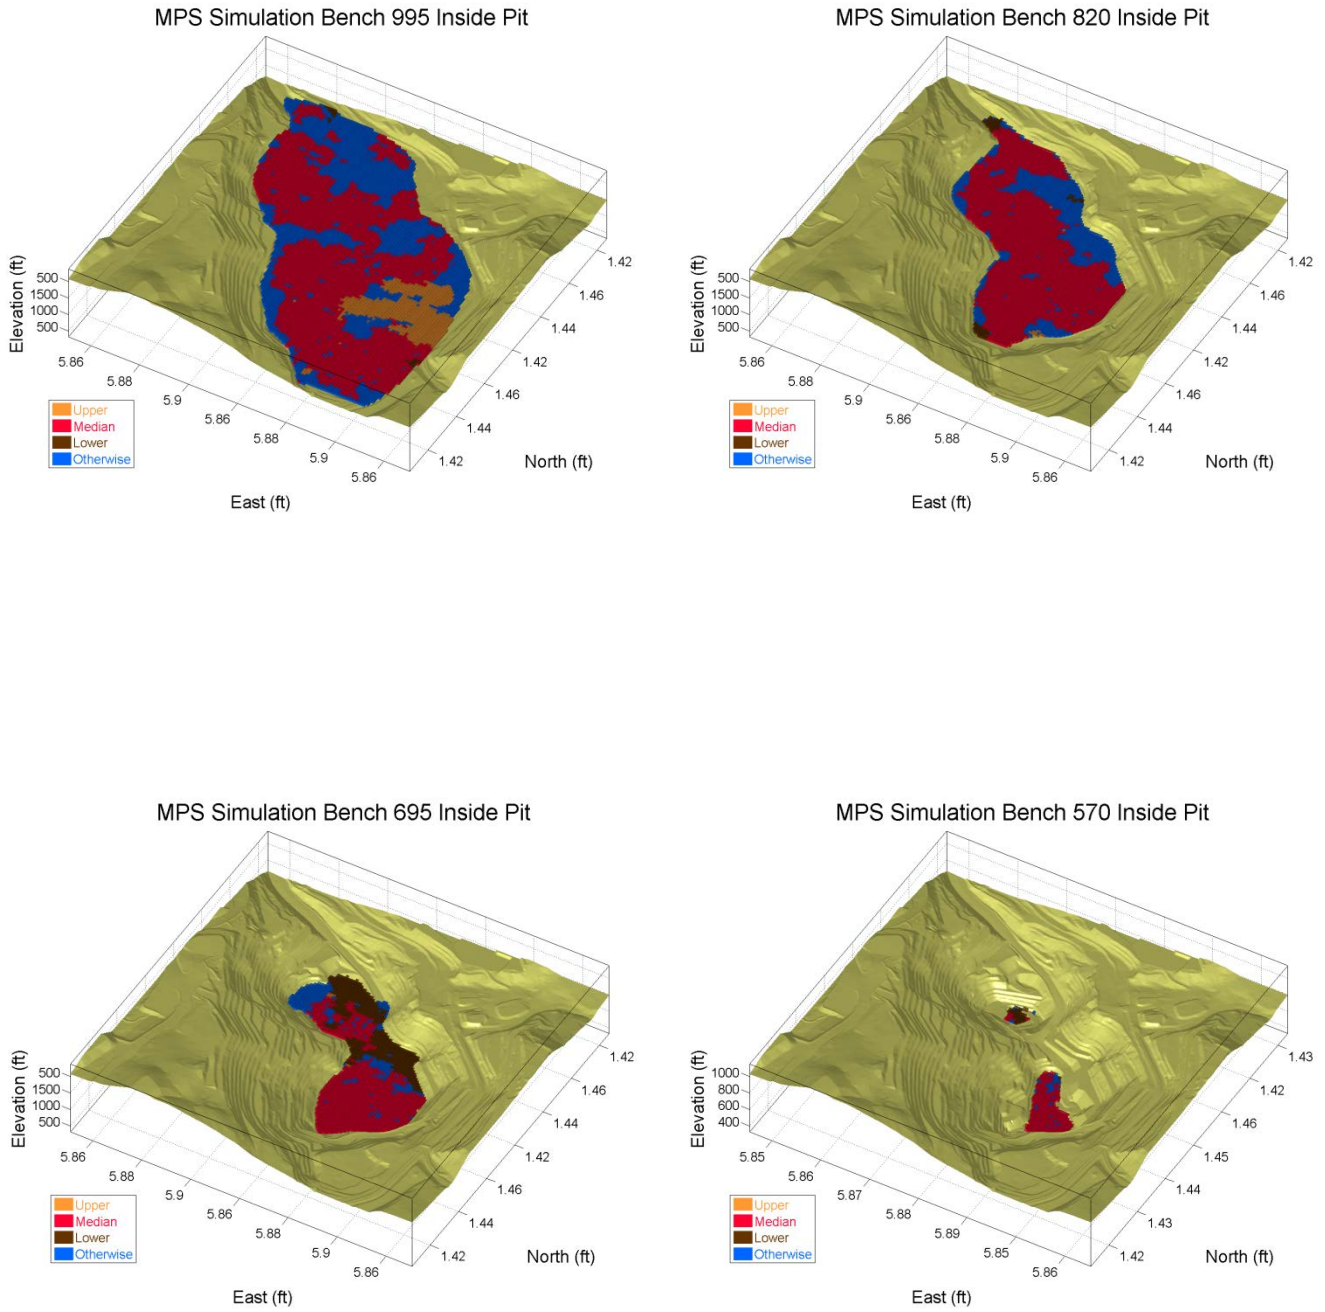 MPS Simulation Bench 995 Inside Pit
Elevation (ft)
500
1500
1000
500
5.86
5.88
5.9
5.86
5.88
5.9
5.86
East (ft)
1.42
1.46
1.44
1.42
1.46
1.44
1.42
North (ft)
Upper
Median
Lower
Otherwise
MPS Simulation Bench 820 Inside Pit
Elevation (ft)
500
1500
1000
500
5.86
5.88
5.9
5.86
5.88
5.9
5.86
East (ft)
1.42
1.46
1.44
1.42
1.46
1.44
1.42
North (ft)
Upper
Median
Lower
Otherwise
MPS Simulation Bench 695 Inside Pit
Elevation (ft)
500
1500
1000
500
5.86
5.88
5.9
5.86
5.88
5.9
5.86
East (ft)
1.42
1.46
1.44
1.42
1.46
1.44
1.42
North (ft)
Upper
Median
Lower
Otherwise
MPS Simulation Bench 570 Inside Pit
Elevation (ft)
1000
800
600
400
5.85
5.86
5.87
5.88
5.89
5.85
5.86
East (ft)
1.43
1.42
1.46
1.45
1.44
1.43
1.42
North (ft)
Upper
Median
Lower
Otherwise